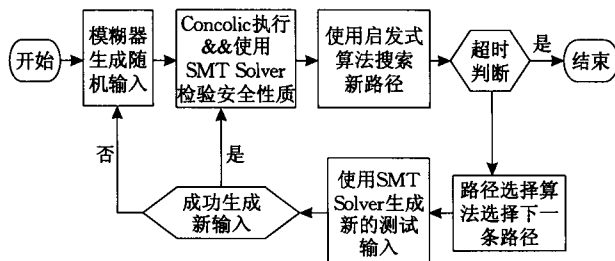 开始
模糊器
生成随
机输入
Concolic执行
&&使用
SMT Solver
检验安全性质
使用启发式
算法搜索
新路径
超时
判断
是
结束
否
是
成功生成
新输入
使用SMT
Solver生成
新的测试
输入
路径选择算
法选择下一
条路径